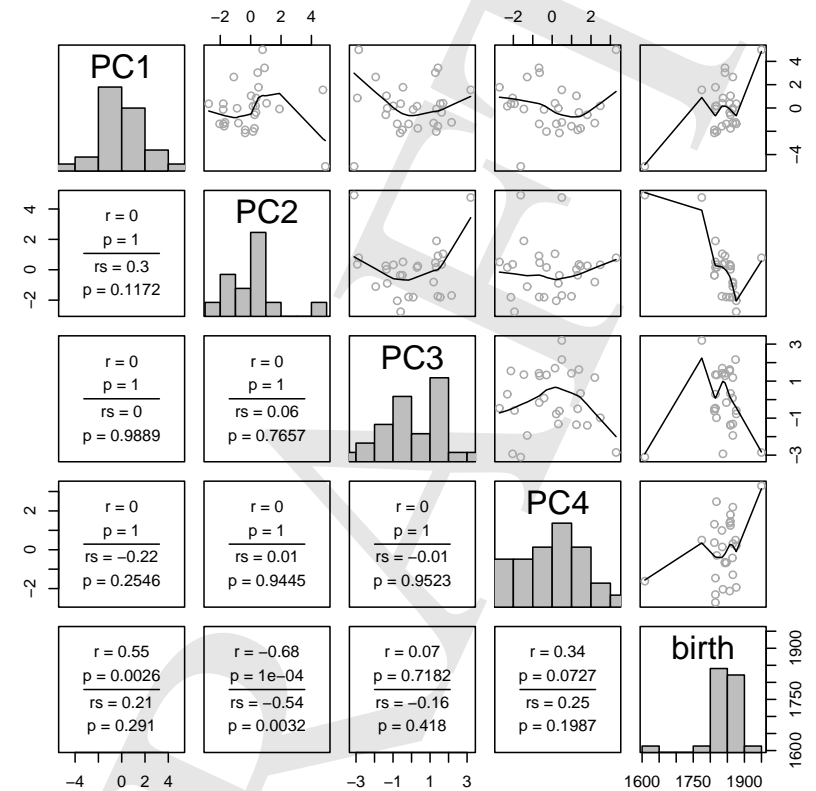 −2 0 2 4
−2 0 2
PC1
−4 0 2 4
−2 0 2 4
r = 0
p = 1
rs = 0.3
p = 0.1172
PC2
r = 0
p = 1
rs = 0
p = 0.9889
r = 0
p = 1
rs = 0.06
p = 0.7657
PC3
−3 −1 1 3
−2 0 2
r = 0
p = 1
rs = −0.22
p = 0.2546
r = 0
p = 1
rs = 0.01
p = 0.9445
r = 0
p = 1
rs = −0.01
p = 0.9523
PC4
r = 0.55
p = 0.0026
rs = 0.21
p = 0.291
r = −0.68
p = 1e−04
rs = −0.54
p = 0.0032
r = 0.07
p = 0.7182
rs = −0.16
p = 0.418
r = 0.34
p = 0.0727
rs = 0.25
p = 0.1987
birth
1600 1750 1900
−4 0 2 4
−3 −1 1 3
1600 1750 1900
DRAFT